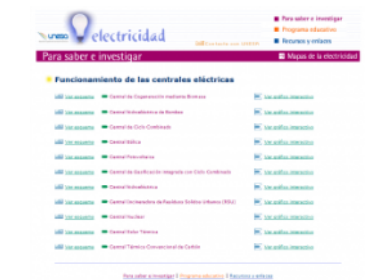 unesa electricidad
Para saber e investigar
Programa educativo
Recursos y enlaces
Para saber e investigar
Mapas de la electricidad
Funcionamiento de las centrales eléctricas
Ver esquema Central de Cogeneración mediante Biomasa Ver gráfico interactivo
Ver esquema Central hidroeléctrica de Bombeo Ver gráfico interactivo
Ver esquema Central de Ciclo Combinado Ver gráfico interactivo
Ver esquema Central Eólica Ver gráfico interactivo
Ver esquema Central Fotovoltaica Ver gráfico interactivo
Ver esquema Central de Gasificación integrada con Ciclo Combinado Ver gráfico interactivo
Ver esquema Central Hidroeléctrica Ver gráfico interactivo
Ver esquema Central Incineradora de Residuos Sólidos Urbanos (RSU) Ver gráfico interactivo
Ver esquema Central Nuclear Ver gráfico interactivo
Ver esquema Central Solar Térmica Ver gráfico interactivo
Ver esquema Central Térmica Convencional de Carbón Ver gráfico interactivo
Para saber e investigar | Programa educativo | Recursos y enlaces